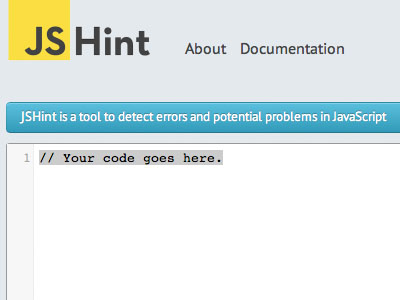 JS Hint
About Documentation
JSHint is a tool to detect errors and potential problems in JavaScript
1 // Your code goes here.